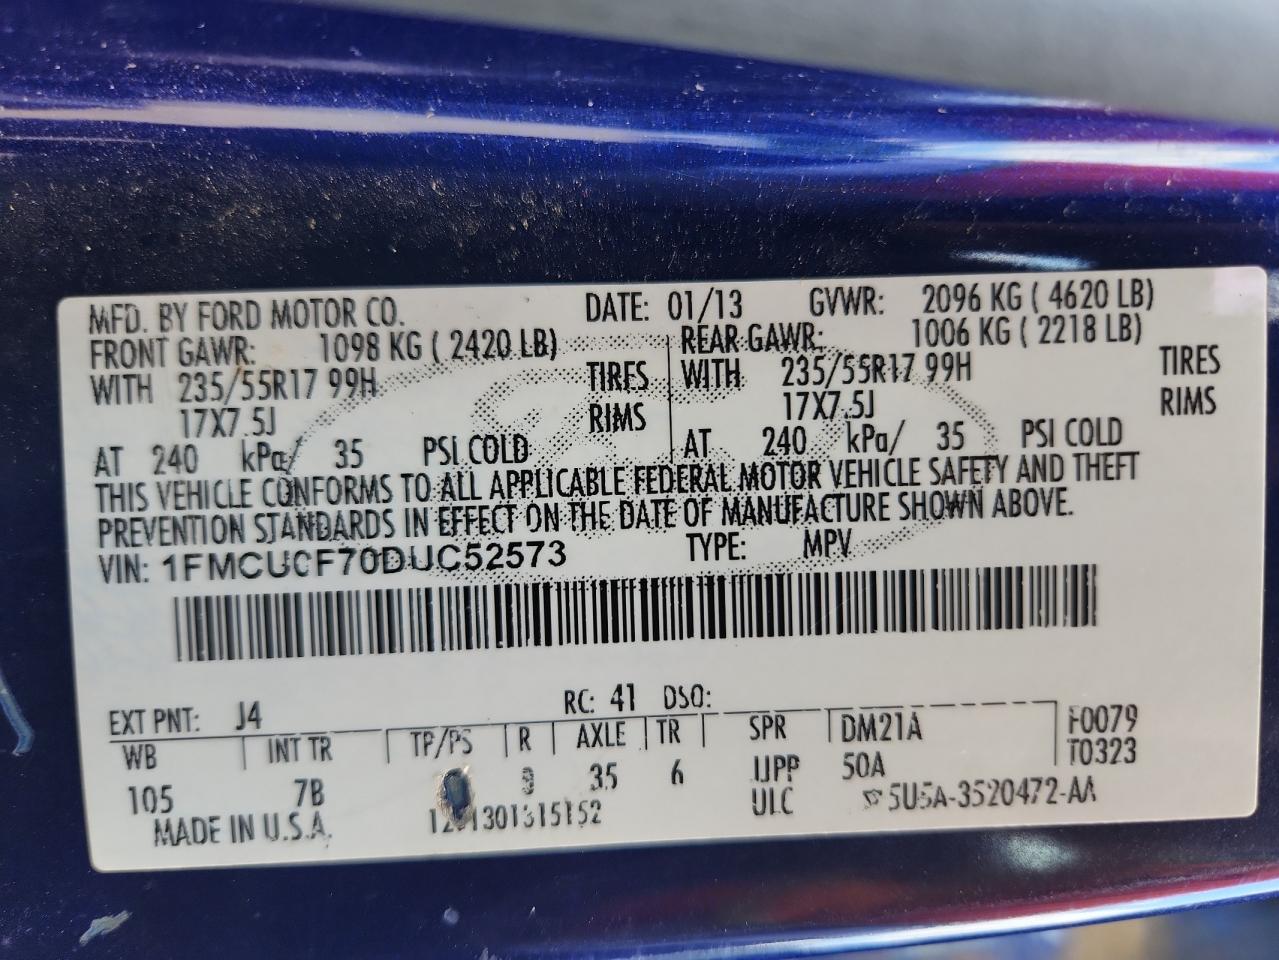 MFD. BY FORD MOTOR CO. DATE: 01/13 GVWR: 2096 KG ( 4620 LB)
FRONT GAWR: 1098 KG ( 2420 LB) REAR GAWR: 1006 KG ( 2218 LB)
WITH 235/55R17 99H TIRES WITH 235/55R17 99H TIRES
17X7.5J RIMS 17X7.5J RIMS
AT 240 kPa/ 35 PSI COLD AT 240 kPa/ 35 PSI COLD
THIS VEHICLE CONFORMS TO ALL APPLICABLE FEDERAL MOTOR VEHICLE SAFETY AND THEFT
PREVENTION STANDARDS IN EFFECT ON THE DATE OF MANUFACTURE SHOWN ABOVE.
VIN: TYPE: MPV
EXT PNT: J4 RC: 41 DSO:
WB INT TR TP/PS R AXLE TR SPR DM21A F0079
T0323
105 7B 35 6 50A
MADE IN U.S.A. ULC